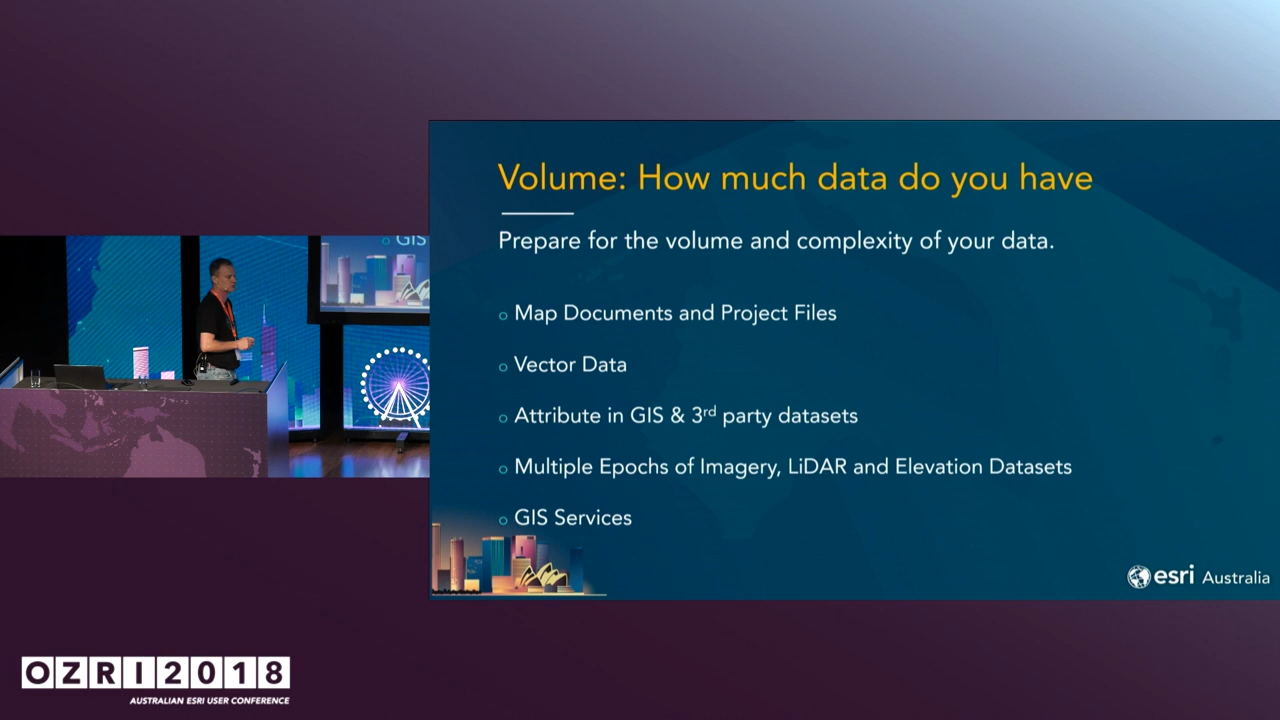 Volume: How much data do you have
Prepare for the volume and complexity of your data.
o Map Documents and Project Files
o Vector Data
o Attribute in GIS & 3rd party datasets
o Multiple Epochs of Imagery, LiDAR and Elevation Datasets
o GIS Services
esri Australia
o GIS
OZRI2018
AUSTRALIAN ESRI USER CONFERENCE